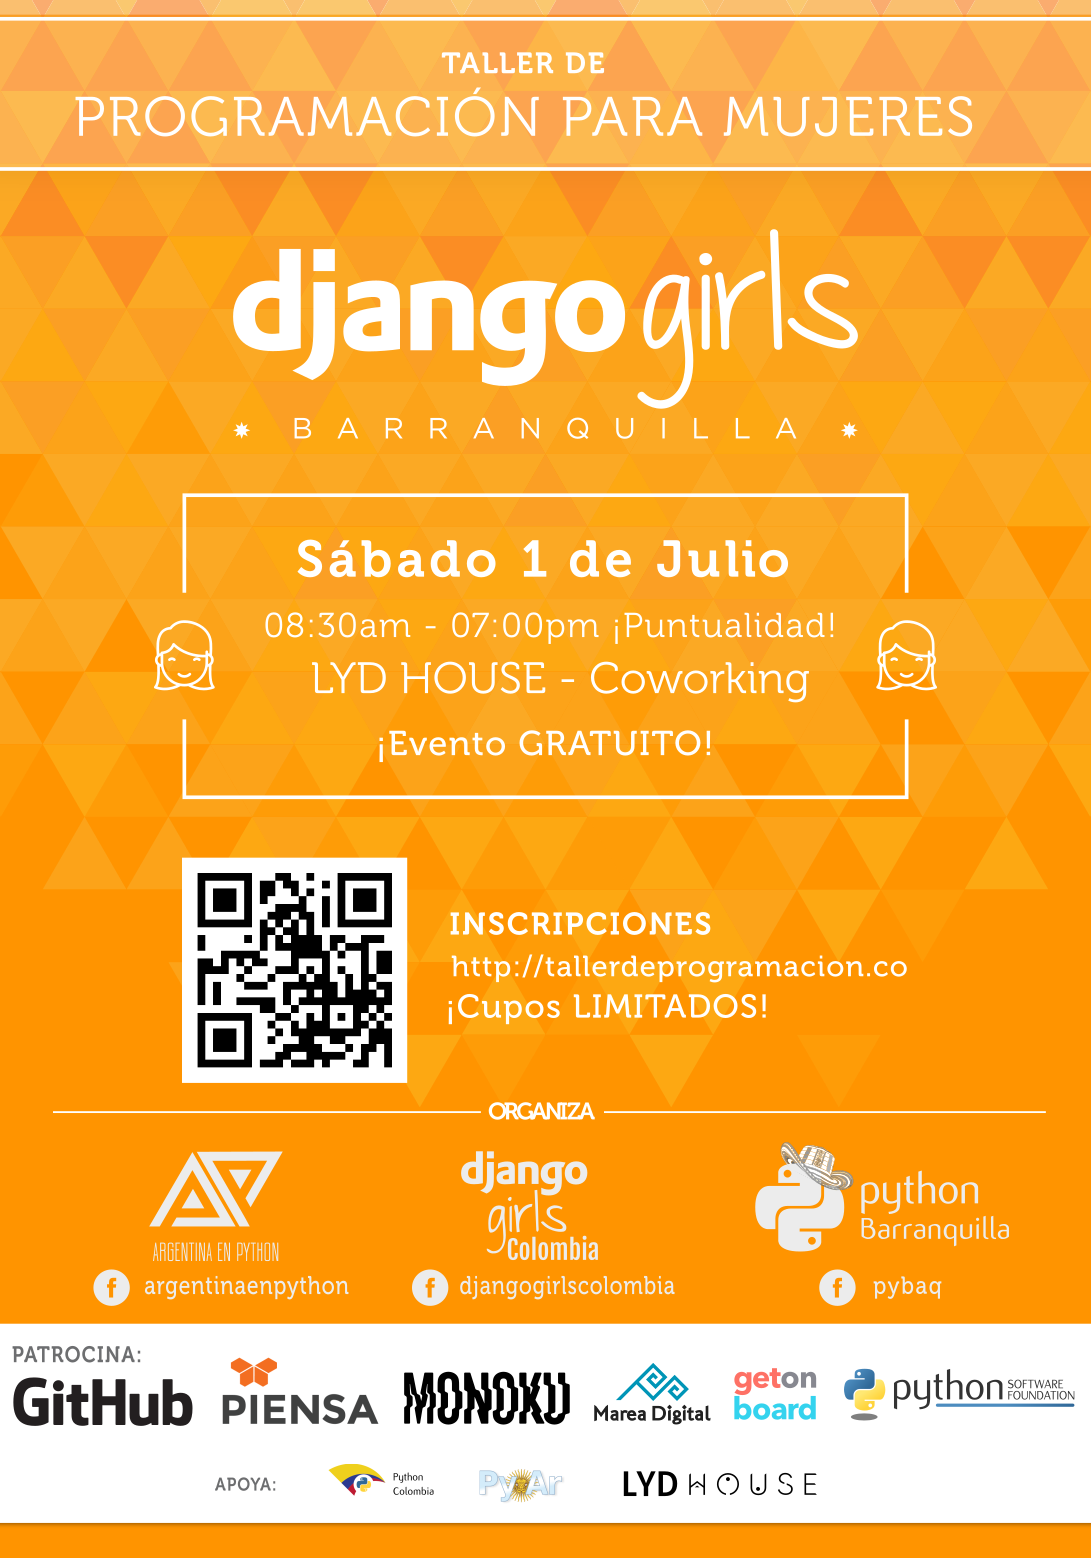 TALLER DE
PROGRAMACIÓN PARA MUJERES
django girls
BARRANQUILLA
Sábado 1 de Julio
08:30am - 07:00pm ¡Puntualidad!
LYD HOUSE - Coworking
¡Evento GRATUITO!
INSCRIPCIONES
http://tallerdeprogramacion.co
¡Cupos LIMITADOS!
ORGANIZA
ARGENTINA EN PYTHON
f argentinaenpython
django
girls
Colombia
f djangogirlscolombia
python
Barranquilla
f pybaq
PATROCINA:
GitHub
PIENSA
MONOKU
Marea Digital
geton
board
python SOFTWARE
FOUNDATION
APOYA:
Python
Colombia
PyAr
LYD HOUSE